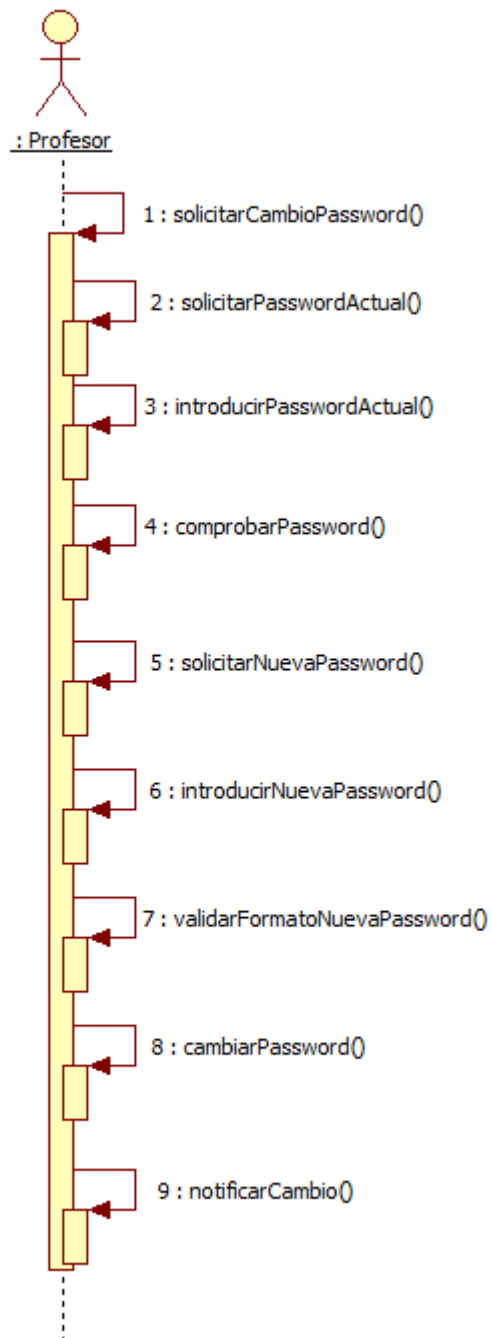 : Profesor
1 : solicitarCambioPassword()
2 : solicitarPasswordActual()
3 : introducirPasswordActual()
4 : comprobarPassword()
5 : solicitarNuevaPassword()
6 : introducirNuevaPassword()
7 : validarFormatoNuevaPassword()
8 : cambiarPassword()
9 : notificarCambio()